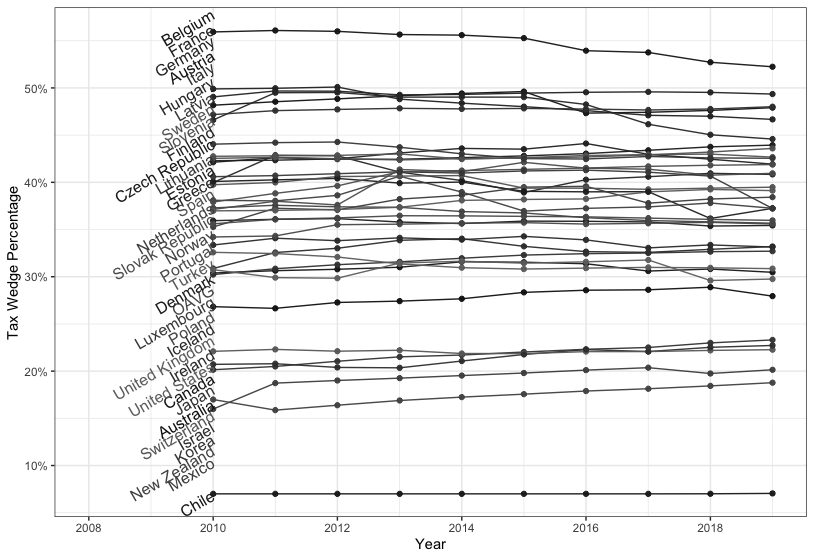 Belgium
France
Germany
Austria
Italy
Hungary
Latvia
Sweden
Slovenia
Finland
Czech Republic
Lithuania
Estonia
Greece
Spain
Netherlands
Slovak Republic
Norway
Portugal
Turkey
Denmark
OAVG
Luxembourg
Poland
Iceland
United Kingdom
Ireland
United States
Canada
Japan
Australia
Switzerland
Israel
Korea
New Zealand
Mexico
Chile
Tax Wedge Percentage
50%
40%
30%
20%
10%
2008
2010
2012
2014
2016
2018
Year